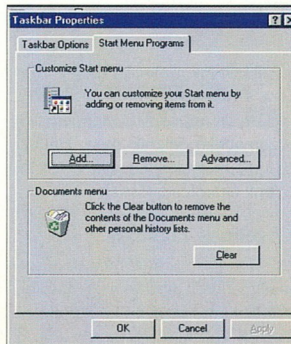 Taskbar Properties
Taskbar Options
Start Menu Programs
Customize Start menu
You can customize your Start menu by
adding or removing items from it.
Add...
Remove...
Advanced...
Documents menu
Click the Clear button to remove the
contents of the Documents menu and
other personal history lists.
Clear
OK
Cancel
Apply